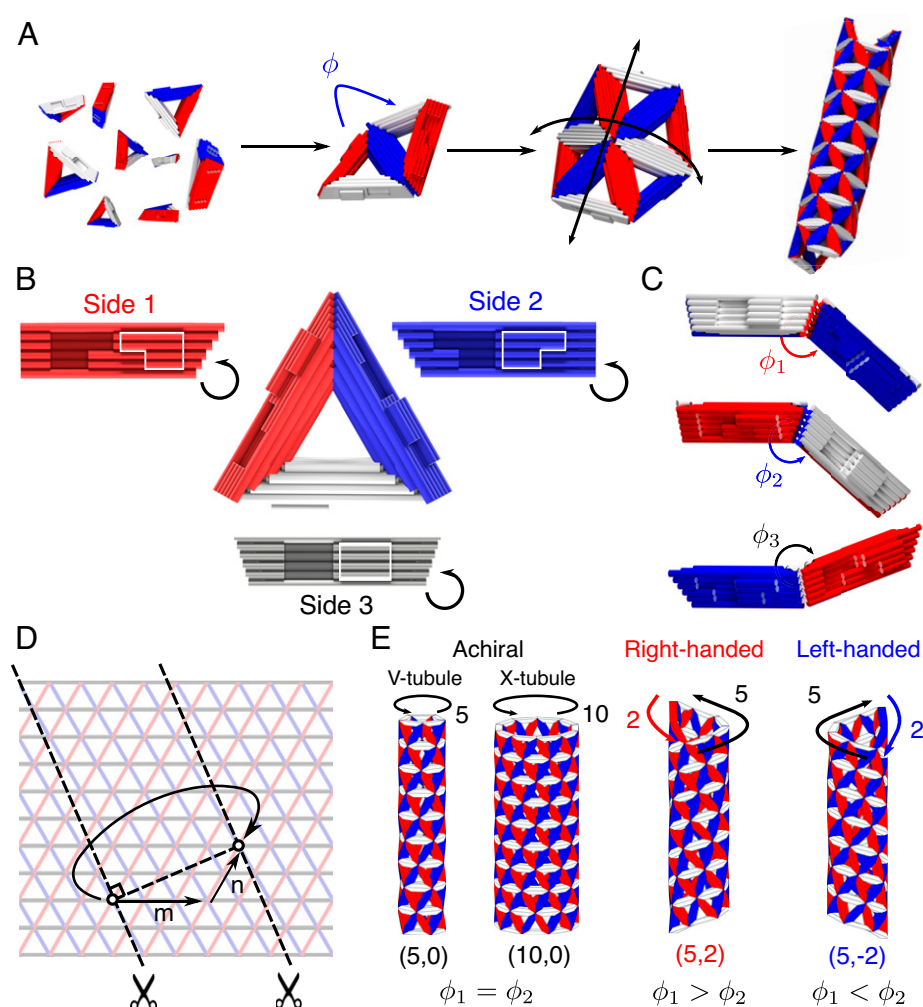 A
ϕ
B
C
Side 1
Side 2
Side 3
ϕ₁
ϕ₂
ϕ₃
D
m
n
E
Achiral
Right-handed
Left-handed
V-tubule
X-tubule
5
10
2
5
5
2
(5,0)
(10,0)
(5,2)
(5,-2)
ϕ₁ = ϕ₂
ϕ₁ > ϕ₂
ϕ₁ < ϕ₂